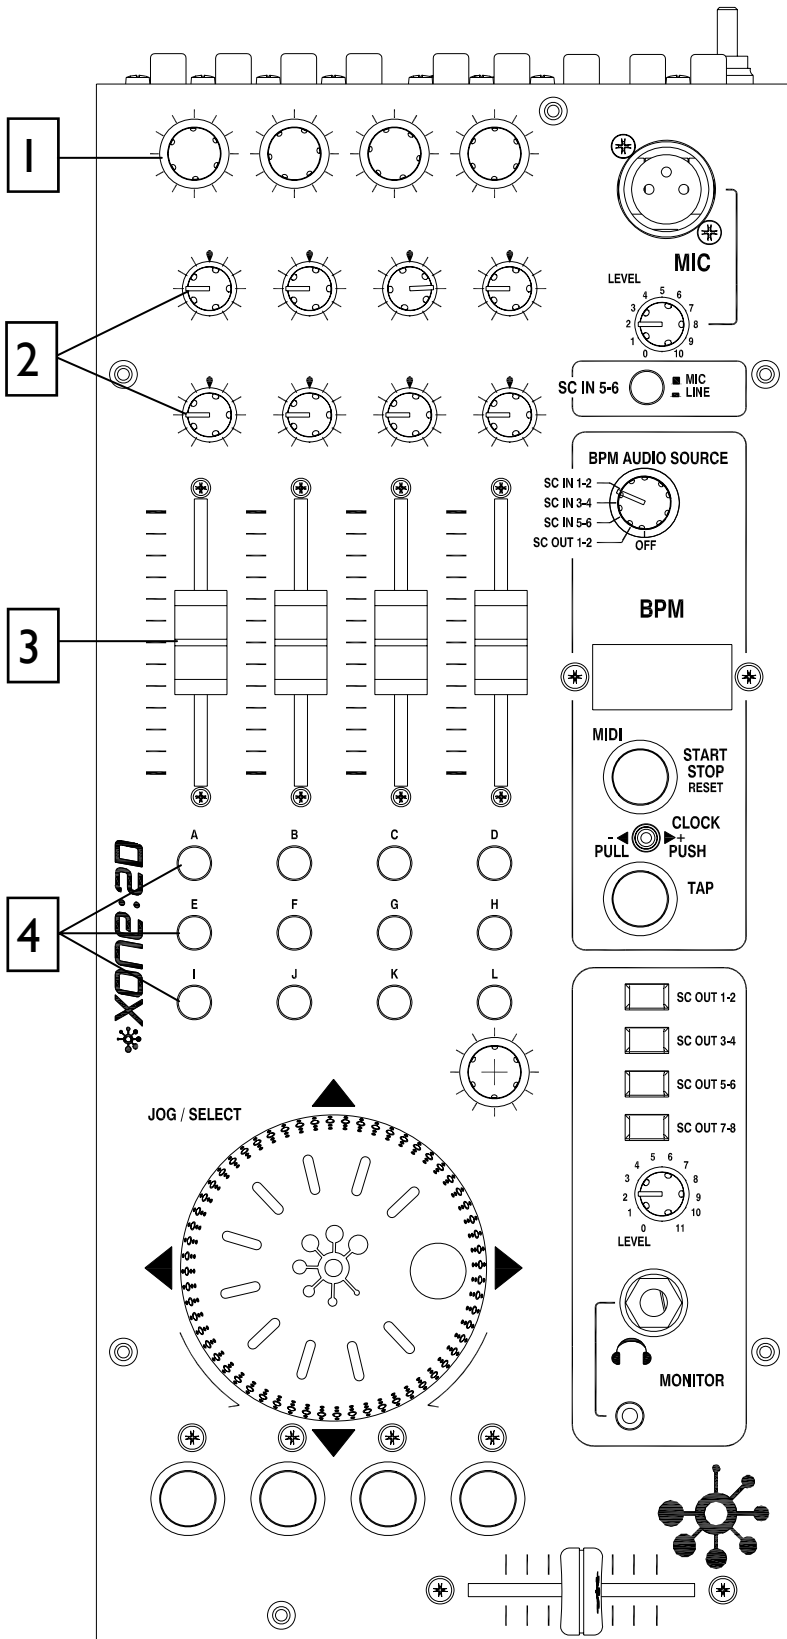 1
MIC
LEVEL
0 1 2 3 4 5 6 7 8 9 10
2
SC IN 5-6
MIC
LINE
BPM AUDIO SOURCE
SC IN 1-2
SC IN 3-4
SC IN 5-6
SC OUT 1-2
OFF
3
BPM
MIDI
START
STOP
RESET
CLOCK
- +
PULL PUSH
TAP
A B C D
4
E F G H
I J K L
XONE:2D
SC OUT 1-2
SC OUT 3-4
SC OUT 5-6
SC OUT 7-8
0 1 2 3 4 5 6 7 8 9 10 11
LEVEL
JOG / SELECT
MONITOR